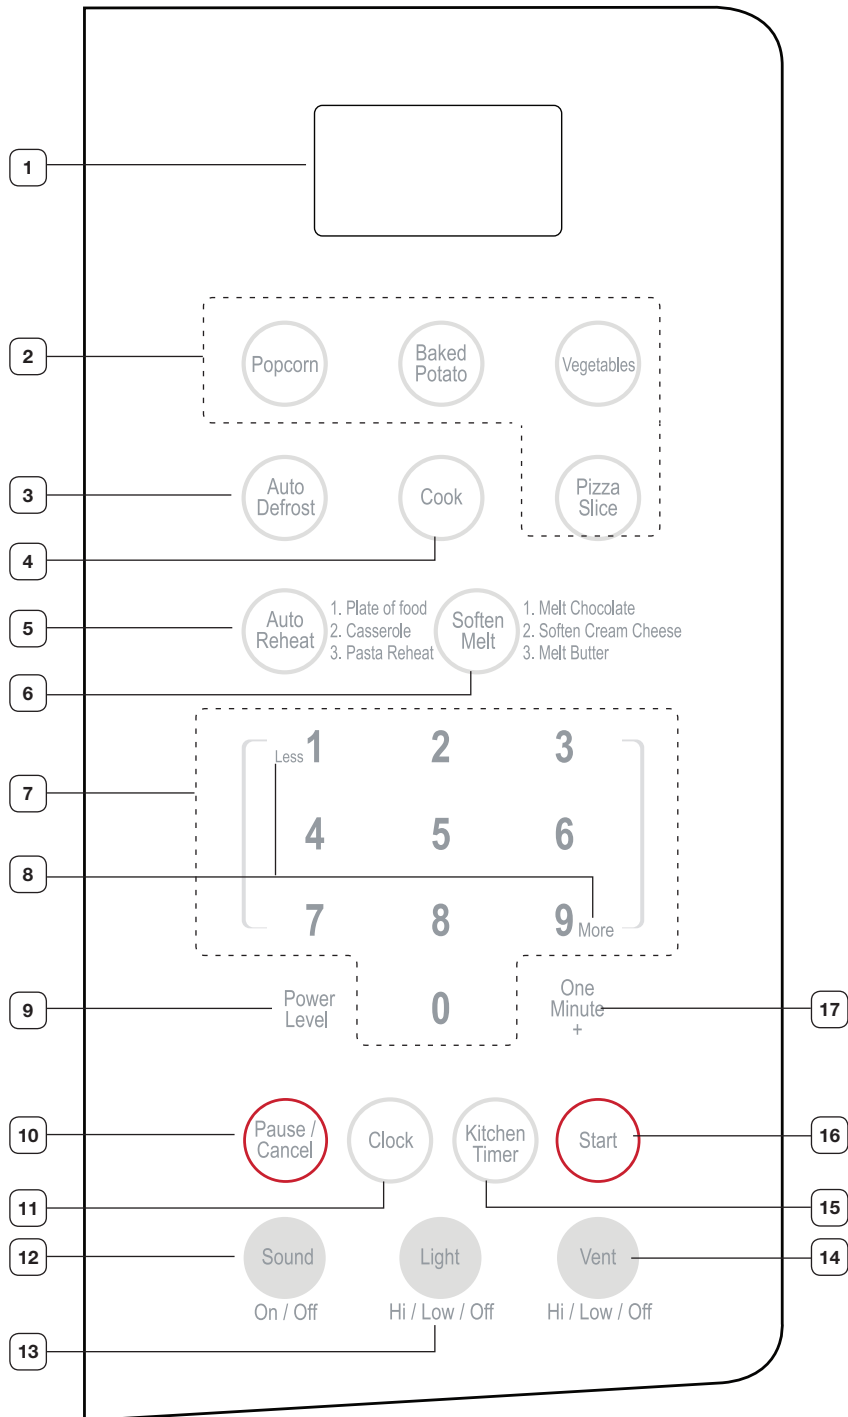 1
2
Popcorn
Baked
Potato
Vegetables
3
Auto
Defrost
Cook
Pizza
Slice
4
5
Auto
Reheat
1. Plate of food
2. Casserole
3. Pasta Reheat
Soften
Melt
1. Melt Chocolate
2. Soften Cream Cheese
3. Melt Butter
6
7
Less 1 2 3
4 5 6
8
7 8 9 More
9
Power
Level
0
One
Minute
+
17
10
Pause /
Cancel
Clock
Kitchen
Timer
Start
16
11
15
12
Sound
Light
Vent
14
On / Off
Hi / Low / Off
Hi / Low / Off
13